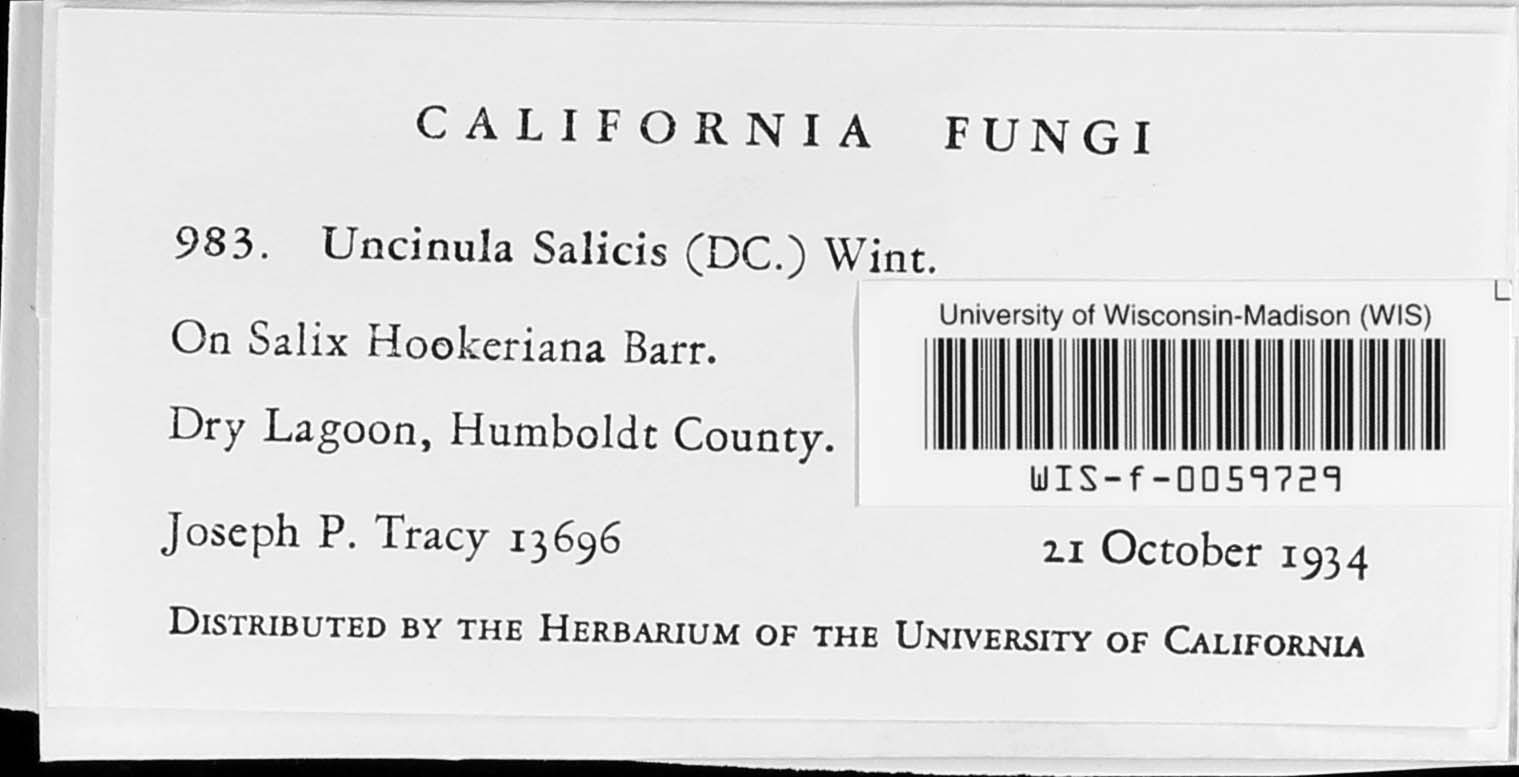 CALIFORNIA FUNGI
983. Uncinula Salicis (DC.) Wint.
On Salix Hookeriana Barr.
Dry Lagoon, Humboldt County.
University of Wisconsin-Madison (WIS)
WIS-f-0059729
Joseph P. Tracy 13696
21 October 1934
DISTRIBUTED BY THE HERBARIUM OF THE UNIVERSITY OF CALIFORNIA